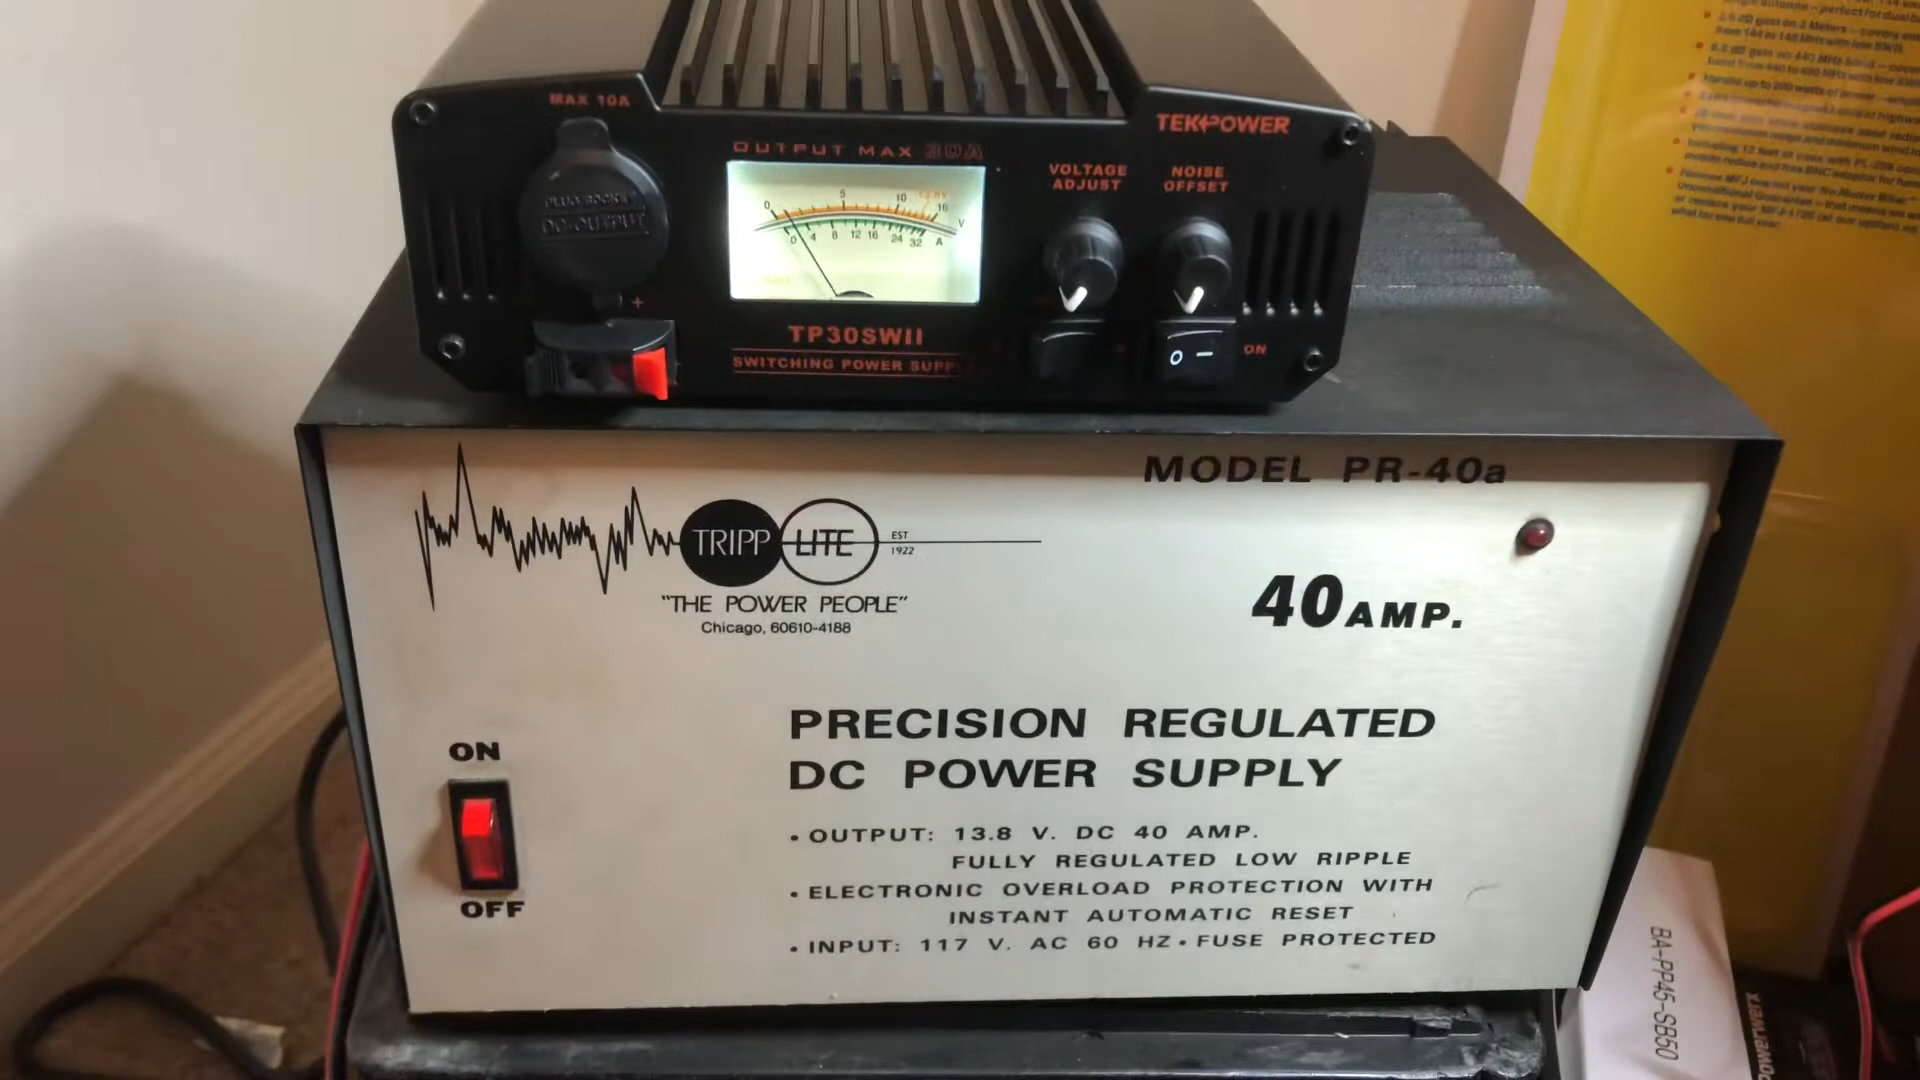 MAX 10A
TEKPOWER
OUTPUT MAX 30A
VOLTAGE
ADJUST
NOISE
OFFSET
PLUG SOCKET
DC-OUTPUT
0 5 10 16 V
0 4 8 12 16 24 32 A
+
TP30SWII
SWITCHING POWER SUPPLY
O –
ON
MODEL PR-40a
TRIPP LITE
EST
1922
"THE POWER PEOPLE"
Chicago, 60610-4188
40 AMP.
PRECISION REGULATED
DC POWER SUPPLY
ON
OFF
• OUTPUT: 13.8 V. DC 40 AMP.
FULLY REGULATED LOW RIPPLE
• ELECTRONIC OVERLOAD PROTECTION WITH
INSTANT AUTOMATIC RESET
• INPUT: 117 V. AC 60 HZ • FUSE PROTECTED
BA-PP45-SB50
Powerwerx